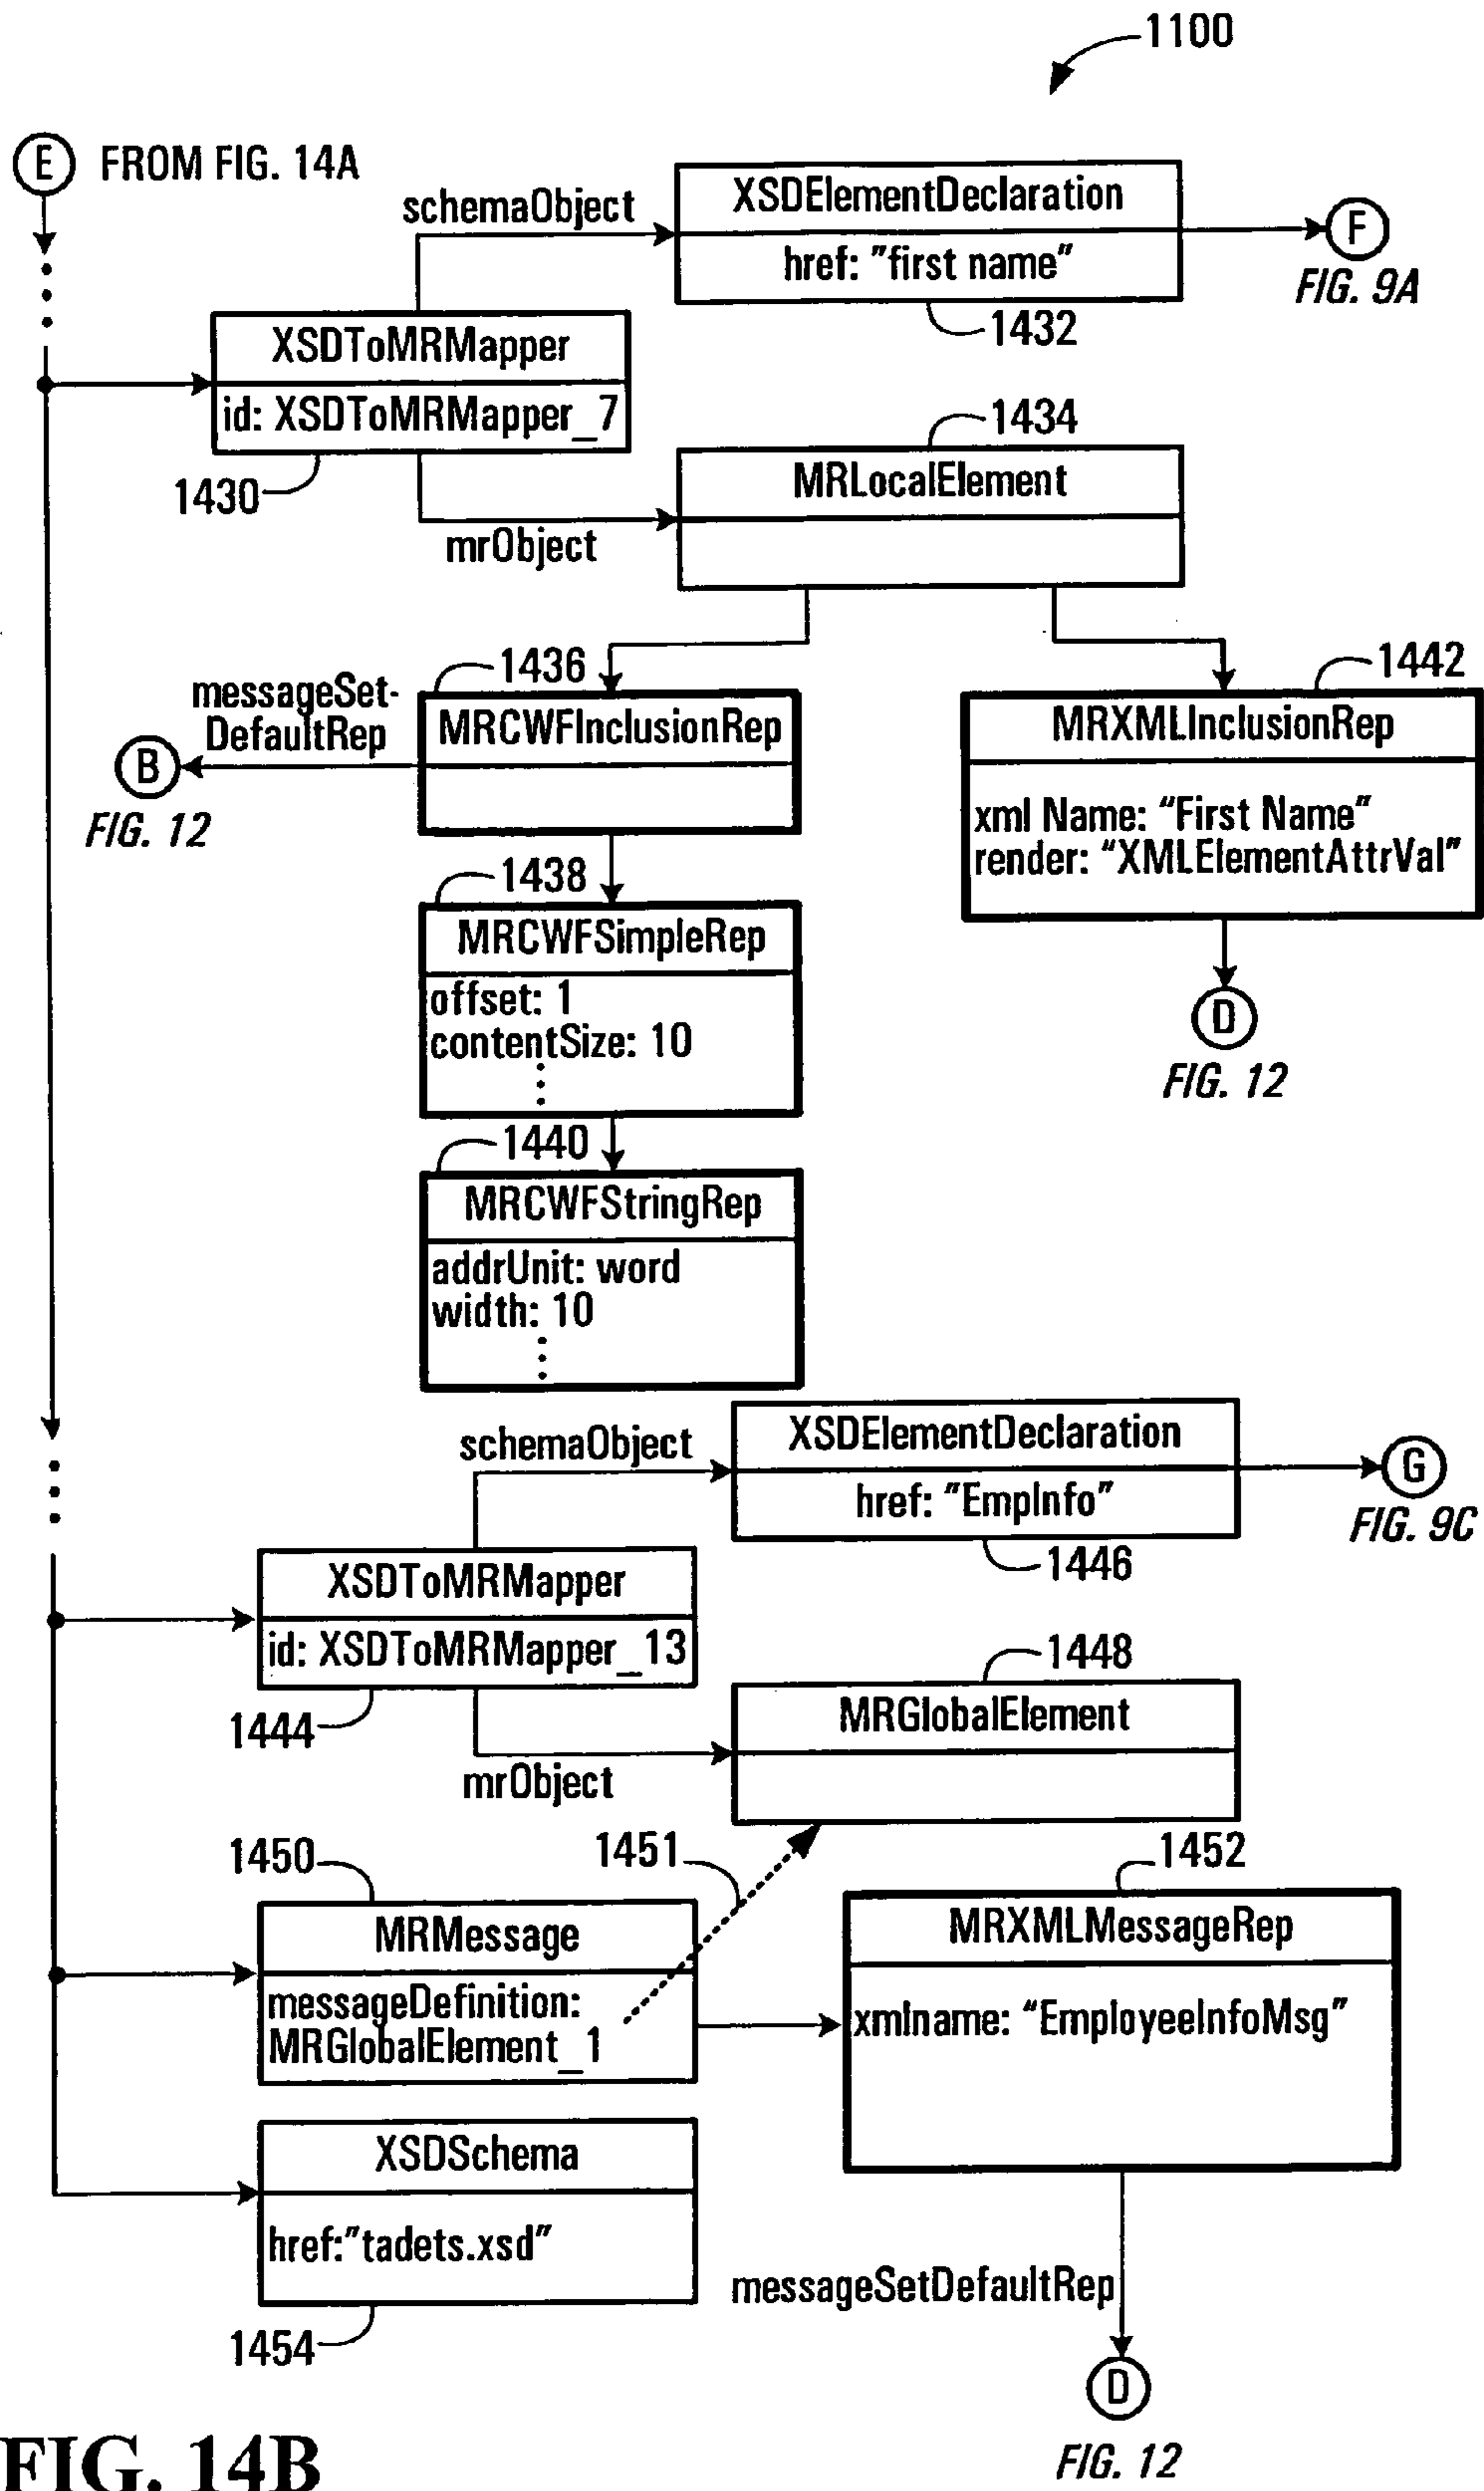 1100
E FROM FIG. 14A
schemaObject
XSDElementDeclaration
href: "first name"
F
FIG. 9A
1432
XSDToMRMapper
id: XSDToMRMapper_7
1430
1434
MRLocalElement
mrObject
1436
messageSet-
DefaultRep
B
FIG. 12
MRCWFInclusionRep
1442
MRXMLInclusionRep
xml Name: "First Name"
render: "XMLElementAttrVal"
D
FIG. 12
1438
MRCWFSimpleRep
offset: 1
contentSize: 10
1440
MRCWFStringRep
addrUnit: word
width: 10
schemaObject
XSDElementDeclaration
href: "EmpInfo"
G
FIG. 9C
1446
XSDToMRMapper
id: XSDToMRMapper_13
1444
1448
MRGlobalElement
mrObject
1450
1451
1452
MRMessage
messageDefinition:
MRGlobalElement_1
MRXMLMessageRep
xmlname: "EmployeeInfoMsg"
XSDSchema
href:"tadets.xsd"
1454
messageSetDefaultRep
D
FIG. 12
FIG. 14B